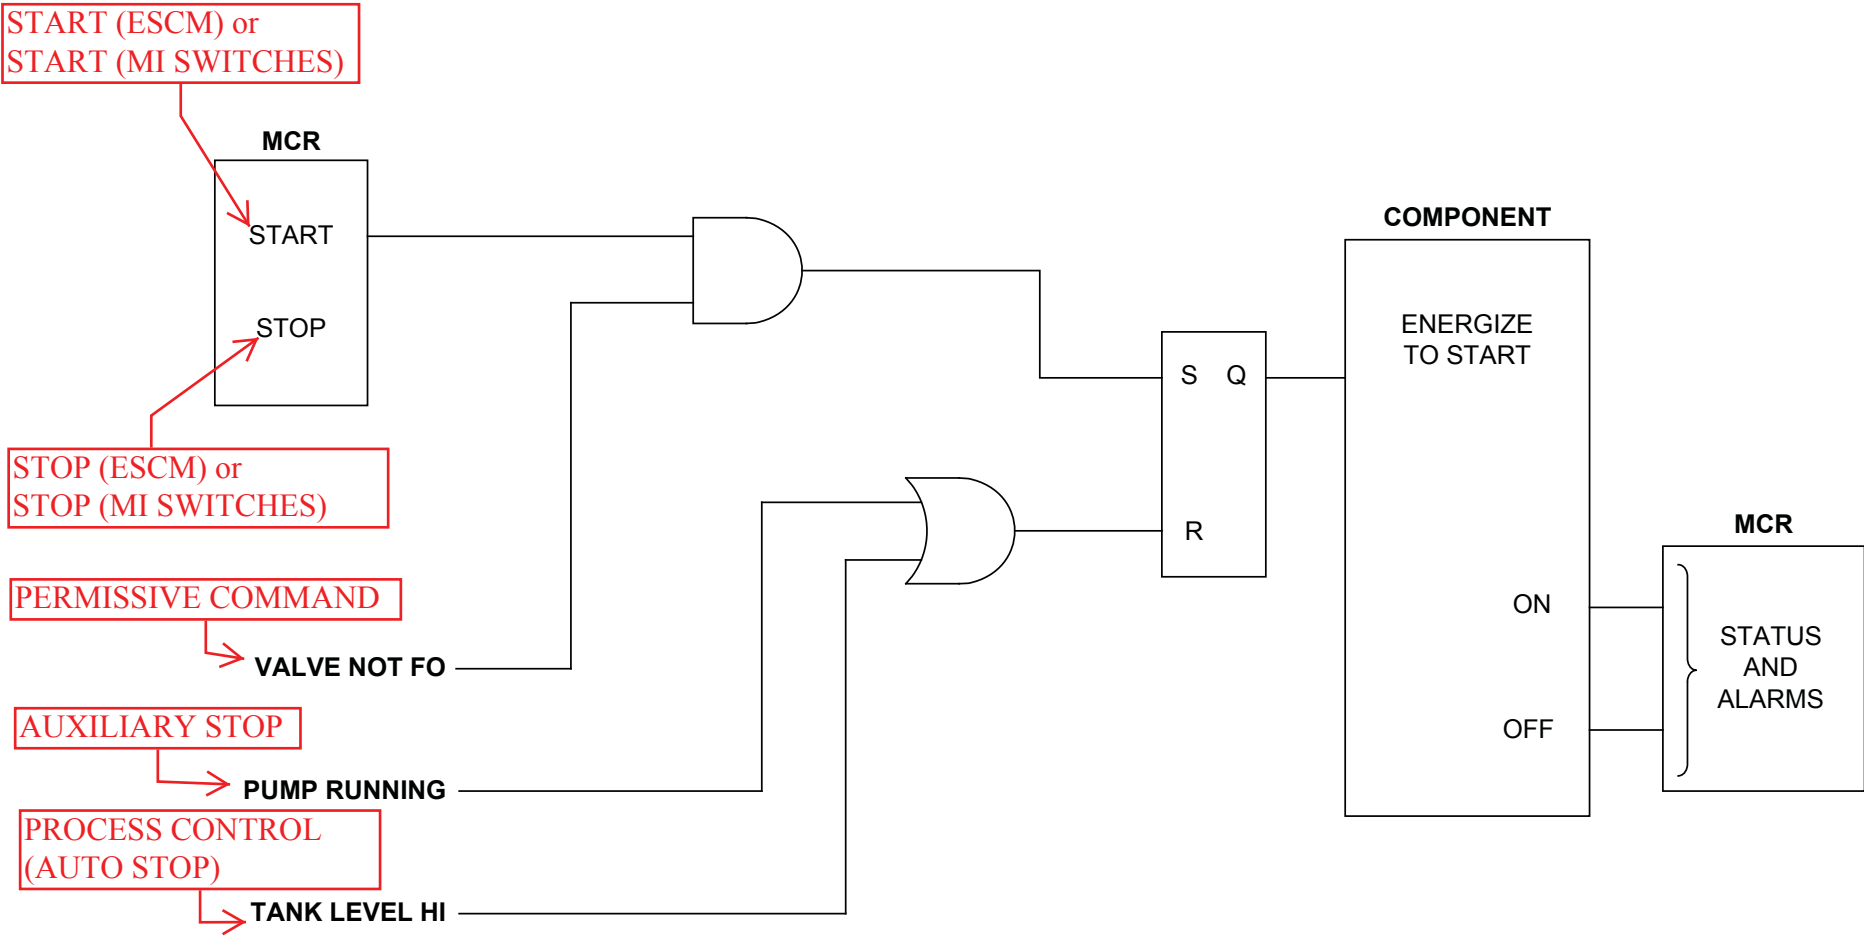 START (ESCM) or
START (MI SWITCHES)
MCR
START
STOP
STOP (ESCM) or
STOP (MI SWITCHES)
PERMISSIVE COMMAND
VALVE NOT FO
AUXILIARY STOP
PUMP RUNNING
PROCESS CONTROL
(AUTO STOP)
TANK LEVEL HI
S Q
R
COMPONENT
ENERGIZE
TO START
ON
OFF
MCR
STATUS
AND
ALARMS